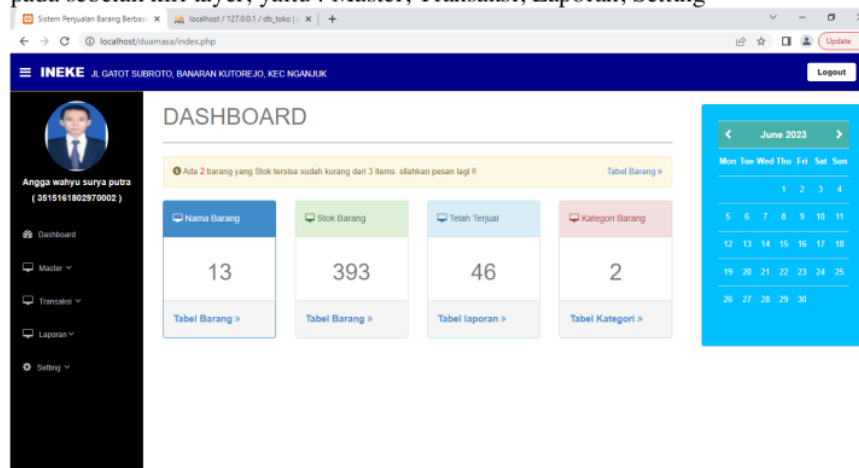 pada sebelah kiri layer, yaitu : Master, Transaksi, Laporan, Setting
Sistem Penjualan Barang Berbasi
localhost / 127.0.0.1 / db_toko |
localhost/duamasa/index.php
Update
INEKE JL GATOT SUBROTO, BANARAN KUTOREJO, KEC NGANJUK
Logout
Angga wahyu surya putra
( 3515161802970002 )
Dashboard
Master
Transaksi
Laporan
Setting
DASHBOARD
Ada 2 barang yang Stok tersisa sudah kurang dari 3 items. silahkan pesan lagi !!
Tabel Barang »
Nama Barang
13
Tabel Barang »
Stok Barang
393
Tabel Barang »
Telah Terjual
46
Tabel laporan »
Kategori Barang
2
Tabel Kategori »
June 2023
Mon Tue Wed Thu Fri Sat Sun
1 2 3 4
5 6 7 8 9 10 11
12 13 14 15 16 17 18
19 20 21 22 23 24 25
26 27 28 29 30